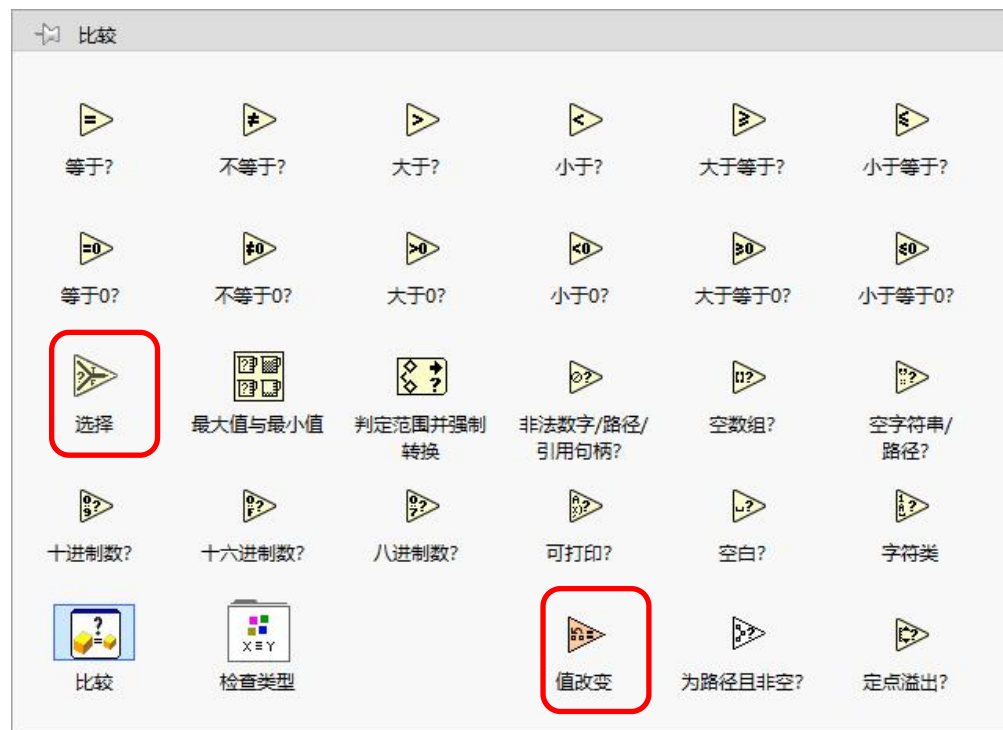 比较
等于?
不等于?
大于?
小于?
大于等于?
小于等于?
=0
≠0
>0
<0
≥0
≤0
等于0?
不等于0?
大于0?
小于0?
大于等于0?
小于等于0?
选择
最大值与最小值
判定范围并强制
转换
非法数字/路径/
引用句柄?
空数组?
空字符串/
路径?
十进制数?
十六进制数?
八进制数?
可打印?
空白?
字符类
X=Y
比较
检查类型
值改变
为路径且非空?
定点溢出?